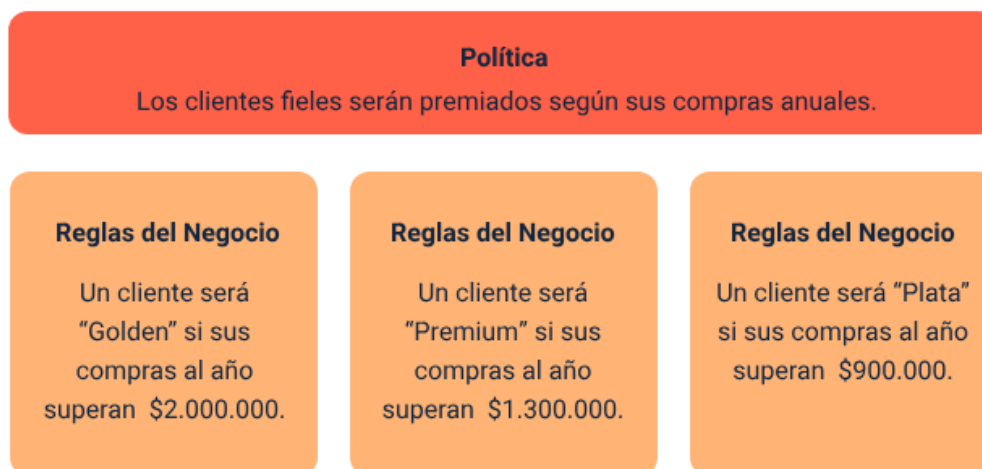 Política
Los clientes fieles serán premiados según sus compras anuales.
Reglas del Negocio
Un cliente será
“Golden” si sus
compras al año
superan $2.000.000.
Reglas del Negocio
Un cliente será
“Premium” si sus
compras al año
superan $1.300.000.
Reglas del Negocio
Un cliente será “Plata”
si sus compras al año
superan $900.000.